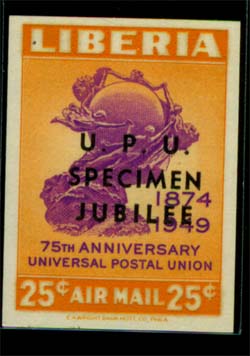 LIBERIA
U. P. U.
SPECIMEN
1874
JUBILEE
1949
75TH ANNIVERSARY
UNIVERSAL POSTAL UNION
25¢ AIR MAIL 25¢